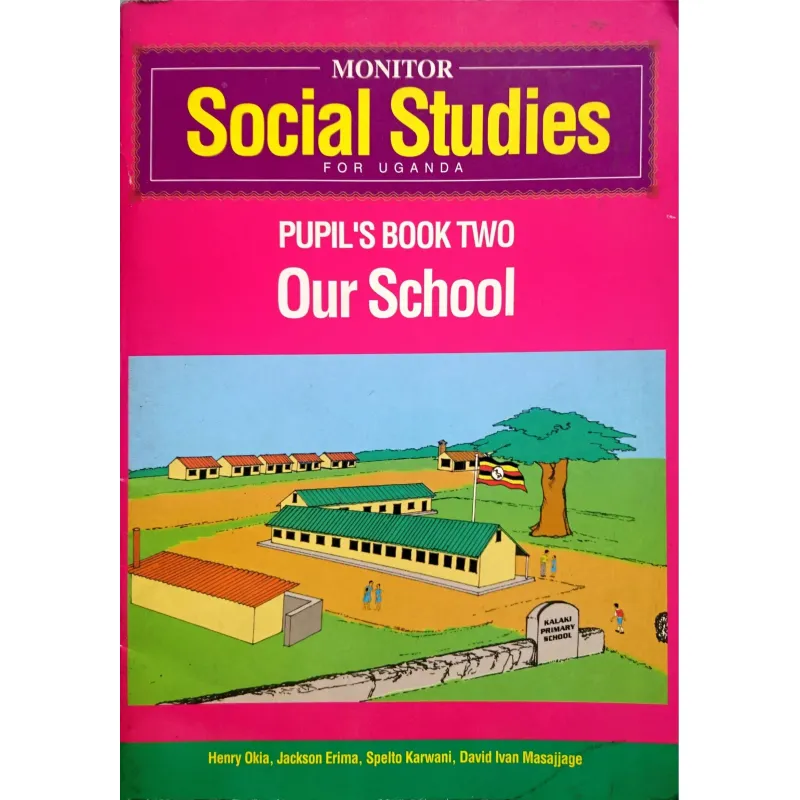 MONITOR
Social Studies
FOR UGANDA
PUPIL'S BOOK TWO
Our School
KALAKI
PRIMARY
SCHOOL
Henry Okia, Jackson Erima, Spelto Karwani, David Ivan Masajjage